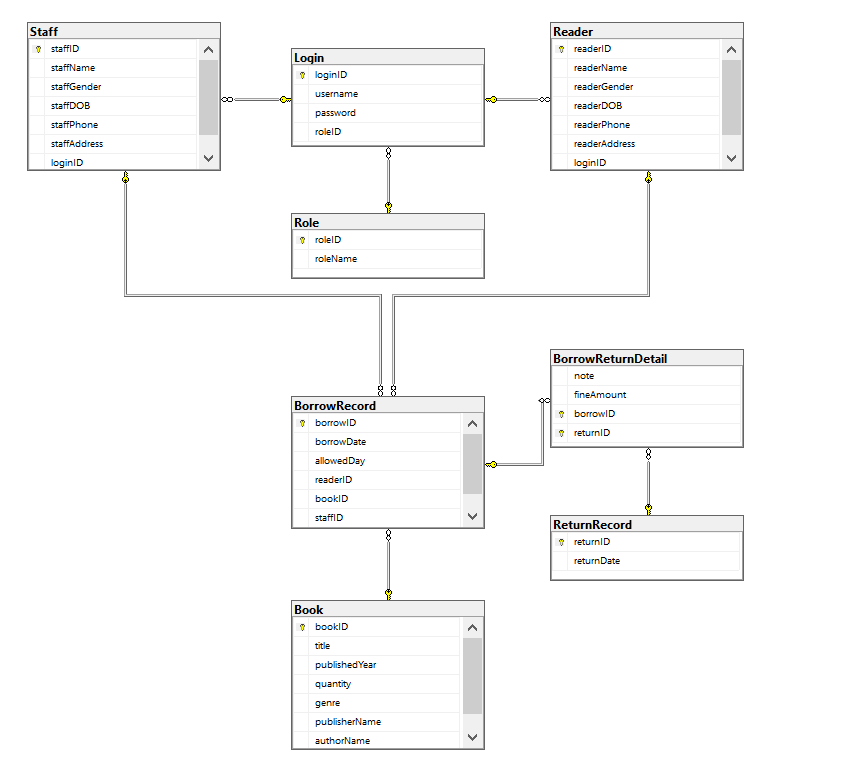 Staff
staffID
staffName
staffGender
staffDOB
staffPhone
staffAddress
loginID
Login
loginID
username
password
roleID
Reader
readerID
readerName
readerGender
readerDOB
readerPhone
readerAddress
loginID
Role
roleID
roleName
BorrowReturnDetail
note
fineAmount
borrowID
returnID
BorrowRecord
borrowID
borrowDate
allowedDay
readerID
bookID
staffID
ReturnRecord
returnID
returnDate
Book
bookID
title
publishedYear
quantity
genre
publisherName
authorName